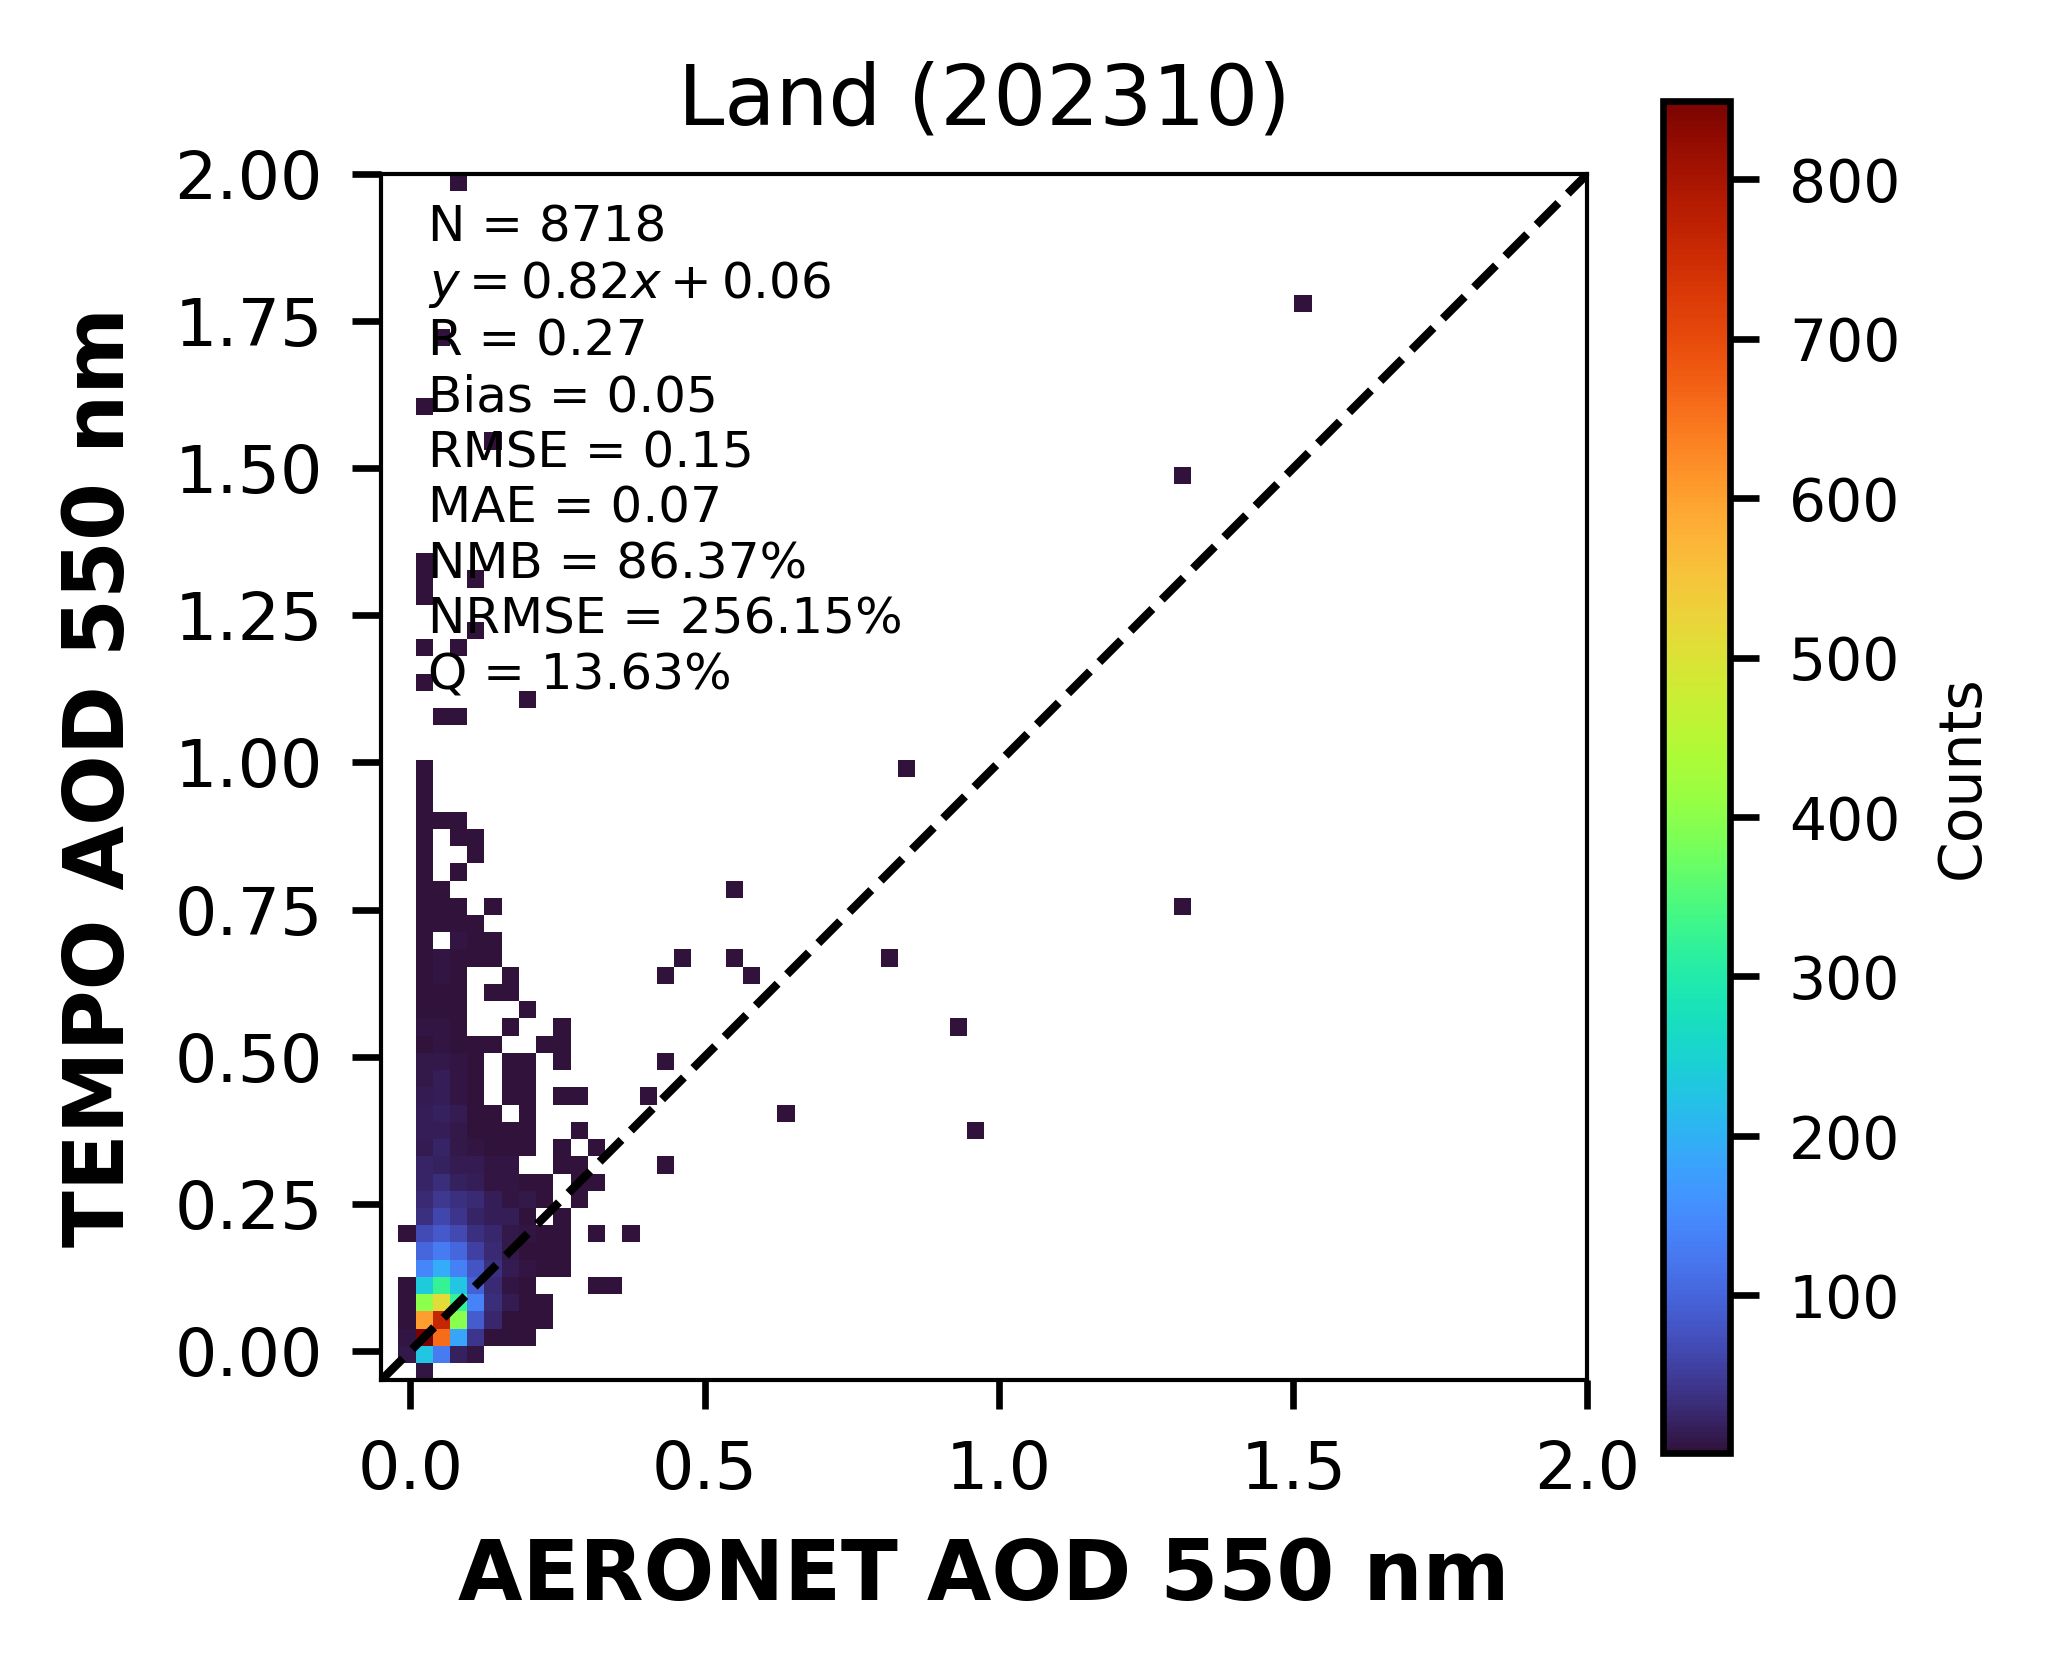 Land (202310)
2.00
1.75
1.50
1.25
1.00
0.75
0.50
0.25
0.00
TEMPO AOD 550 nm
N = 8718
y = 0.82x + 0.06
R = 0.27
Bias = 0.05
RMSE = 0.15
MAE = 0.07
NMB = 86.37%
NRMSE = 256.15%
Q = 13.63%
0.0 0.5 1.0 1.5 2.0
AERONET AOD 550 nm
800
700
600
500
400
300
200
100
Counts